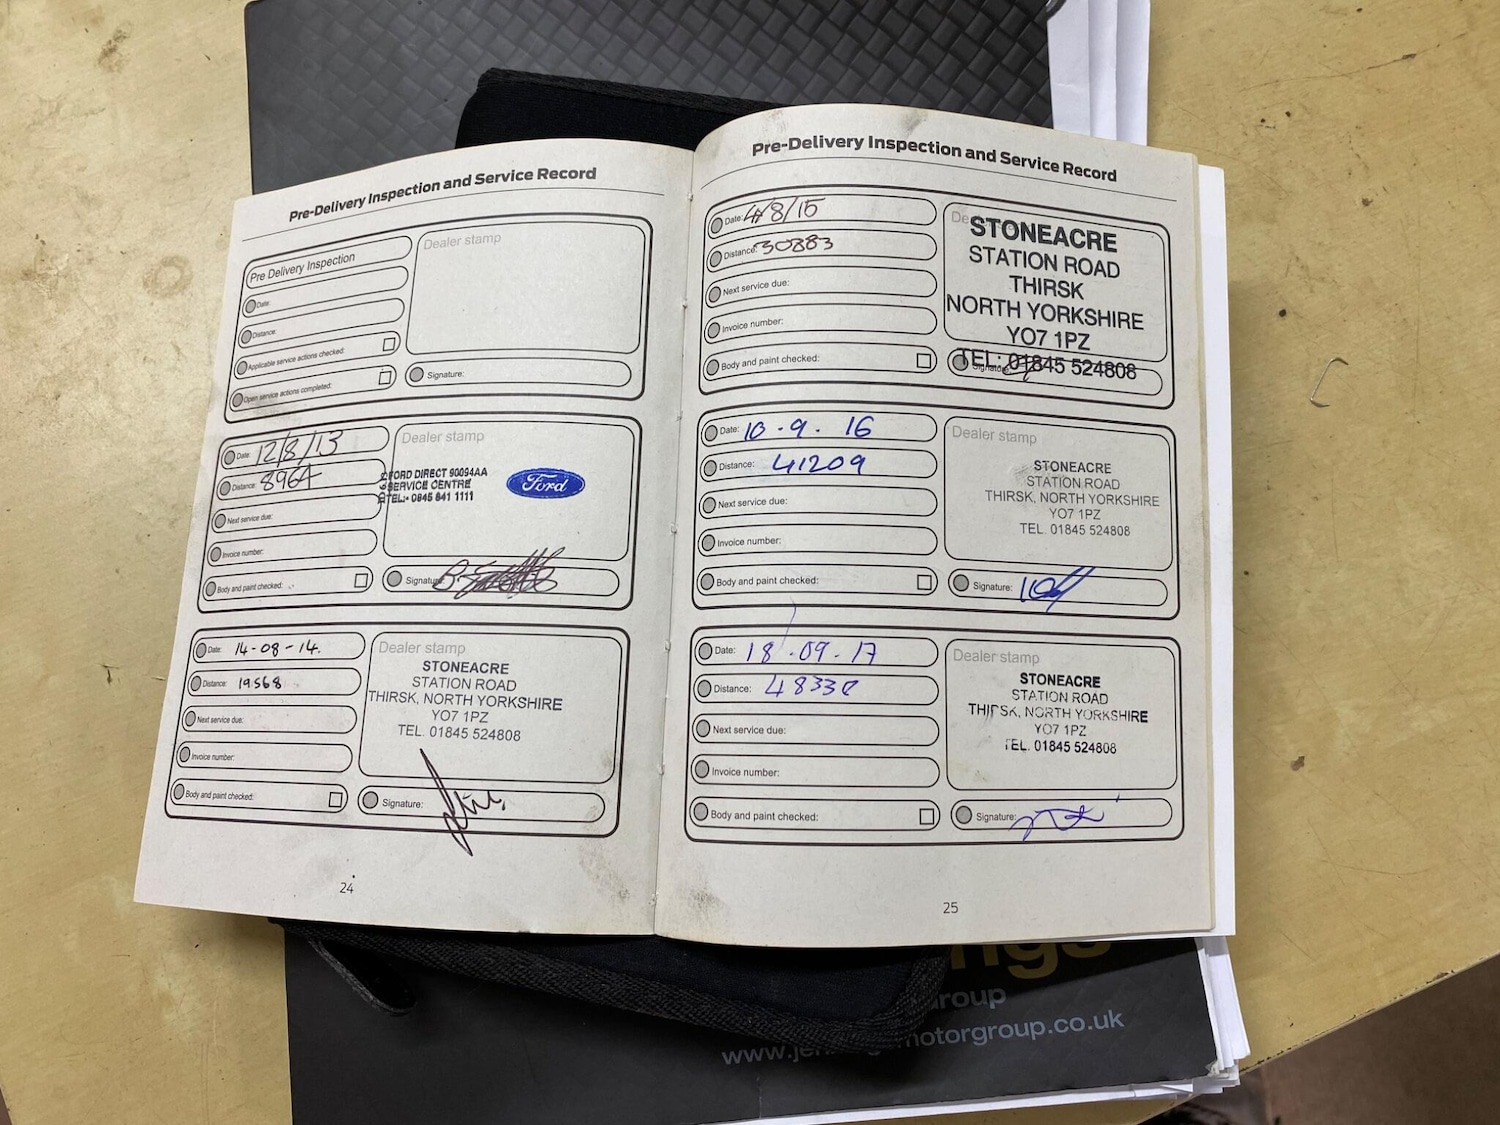 Pre-Delivery Inspection and Service Record
Pre Delivery Inspection
Date:
Distance:
Applicable service actions checked:
Open service actions completed:
Dealer stamp
Signature:
Date: 12/8/13
Distance: 8964
Next service due:
Invoice number:
Body and paint checked:
Dealer stamp
FORD DIRECT 90094AA
SERVICE CENTRE
TEL:- 0845 841 1111
Ford
Signature:
Date: 14-08-14.
Distance: 19568
Next service due:
Invoice number:
Body and paint checked:
Dealer stamp
STONEACRE
STATION ROAD
THIRSK, NORTH YORKSHIRE
YO7 1PZ
TEL. 01845 524808
Signature:
24
Pre-Delivery Inspection and Service Record
Date: 4/8/15
Distance: 30883
Next service due:
Invoice number:
Body and paint checked:
STONEACRE
STATION ROAD
THIRSK
NORTH YORKSHIRE
YO7 1PZ
TEL: 01845 524808
Signature:
Date: 10.9.16
Distance: 41209
Next service due:
Invoice number:
Body and paint checked:
Dealer stamp
STONEACRE
STATION ROAD
THIRSK, NORTH YORKSHIRE
YO7 1PZ
TEL. 01845 524808
Signature:
Date: 18.09.17
Distance:
Next service due:
Invoice number:
Body and paint checked:
Dealer stamp
STONEACRE
STATION ROAD
THIRSK, NORTH YORKSHIRE
YO7 1PZ
TEL. 01845 524808
Signature:
25